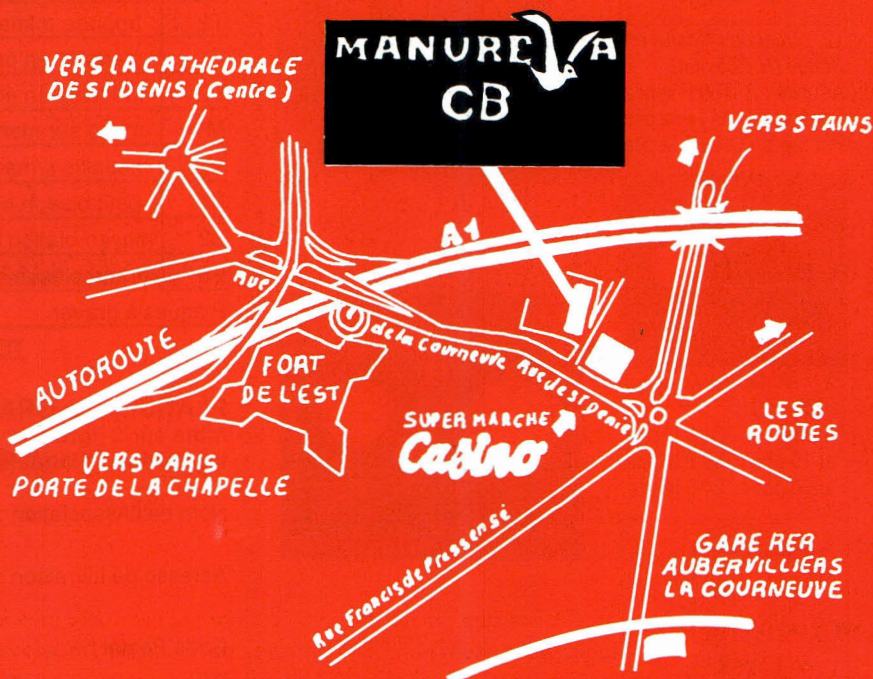 MANUREVA
CB
VERS LA CATHEDRALE
DE ST DENIS (Centre)
VERS STAINS
A1
Rue
de la Courneuve
Rue de st Denis
AUTOROUTE
FORT
DE L'EST
SUPER MARCHE
Casino
LES 8
ROUTES
VERS PARIS
PORTE DE LA CHAPELLE
Rue Francis de Prassensé
GARE RER
AUBERVILLIERS
LA COURNEUVE